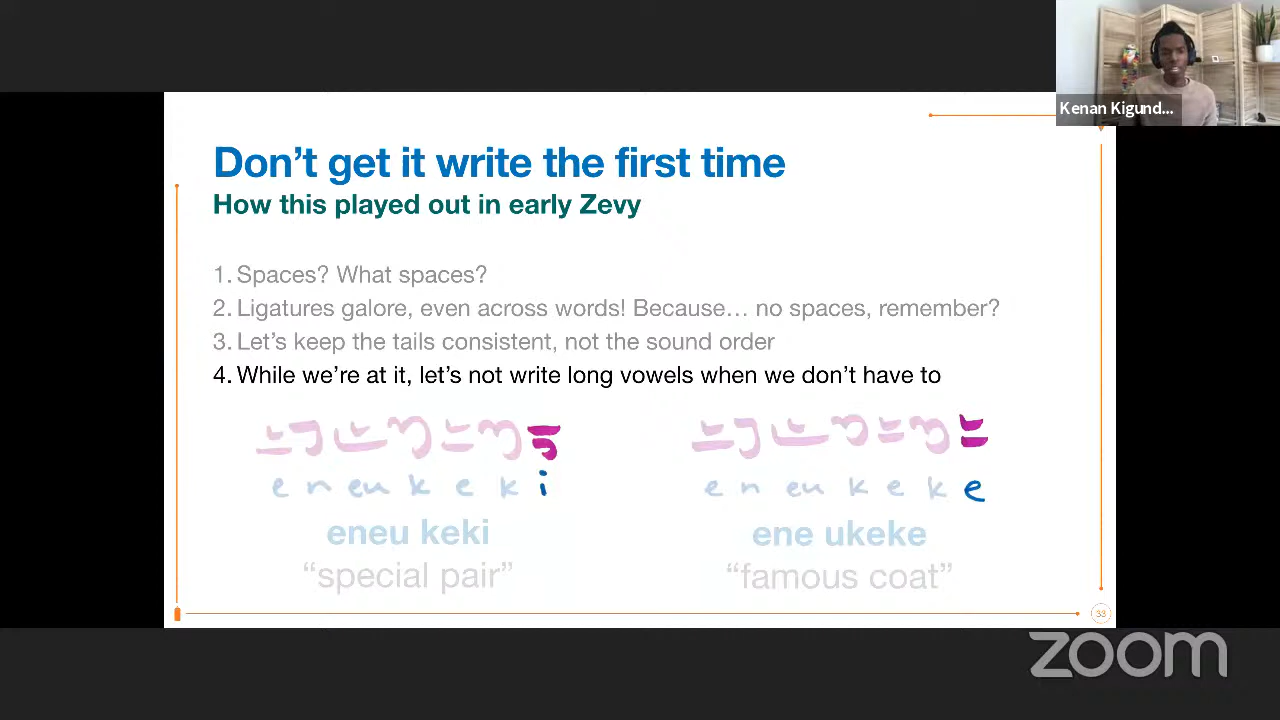 Kenan Kigund...
Don't get it write the first time
How this played out in early Zevy
1. Spaces? What spaces?
2. Ligatures galore, even across words! Because… no spaces, remember?
3. Let's keep the tails consistent, not the sound order
4. While we're at it, let's not write long vowels when we don't have to
e n eu k e k i
eneu keki
"special pair"
e n eu k e k e
ene ukeke
"famous coat"
33
zoom